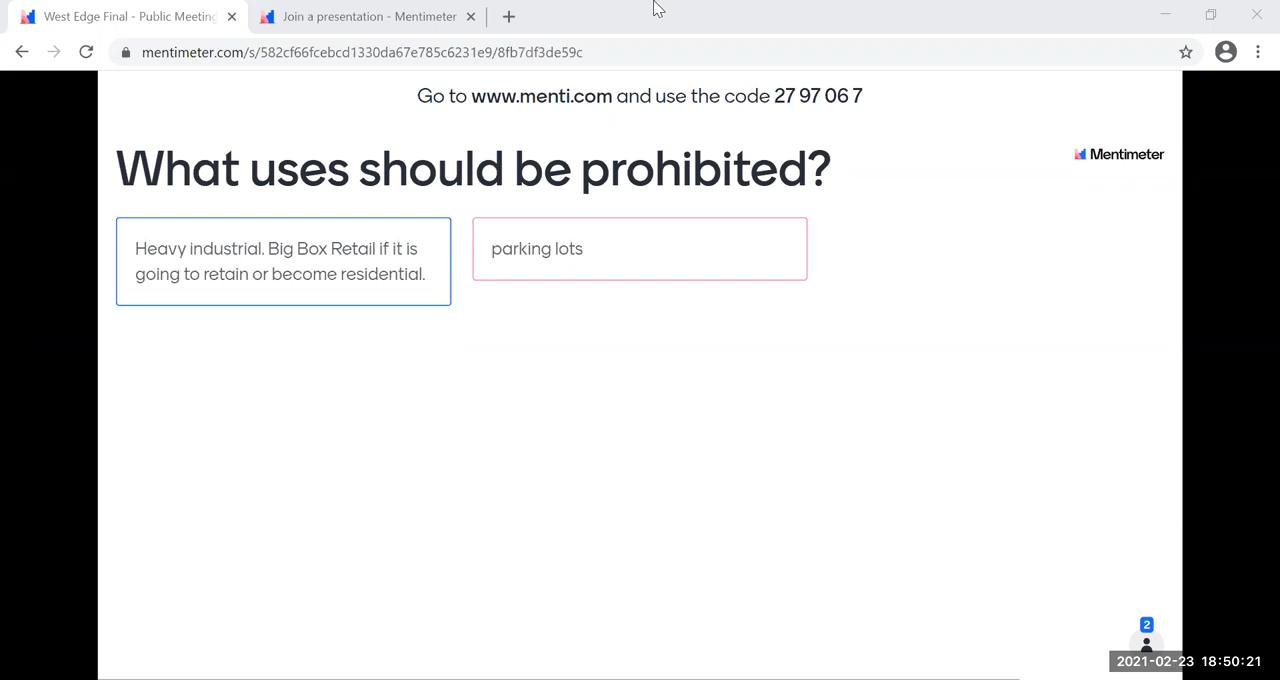 West Edge Final - Public Meeting
Join a presentation - Mentimeter
mentimeter.com/s/582cf66fcebcd1330da67e785c6231e9/8fb7df3de59c
Go to www.menti.com and use the code 27 97 06 7
What uses should be prohibited?
Mentimeter
Heavy industrial. Big Box Retail if it is
going to retain or become residential.
parking lots
2
2021-02-23 18:50:21